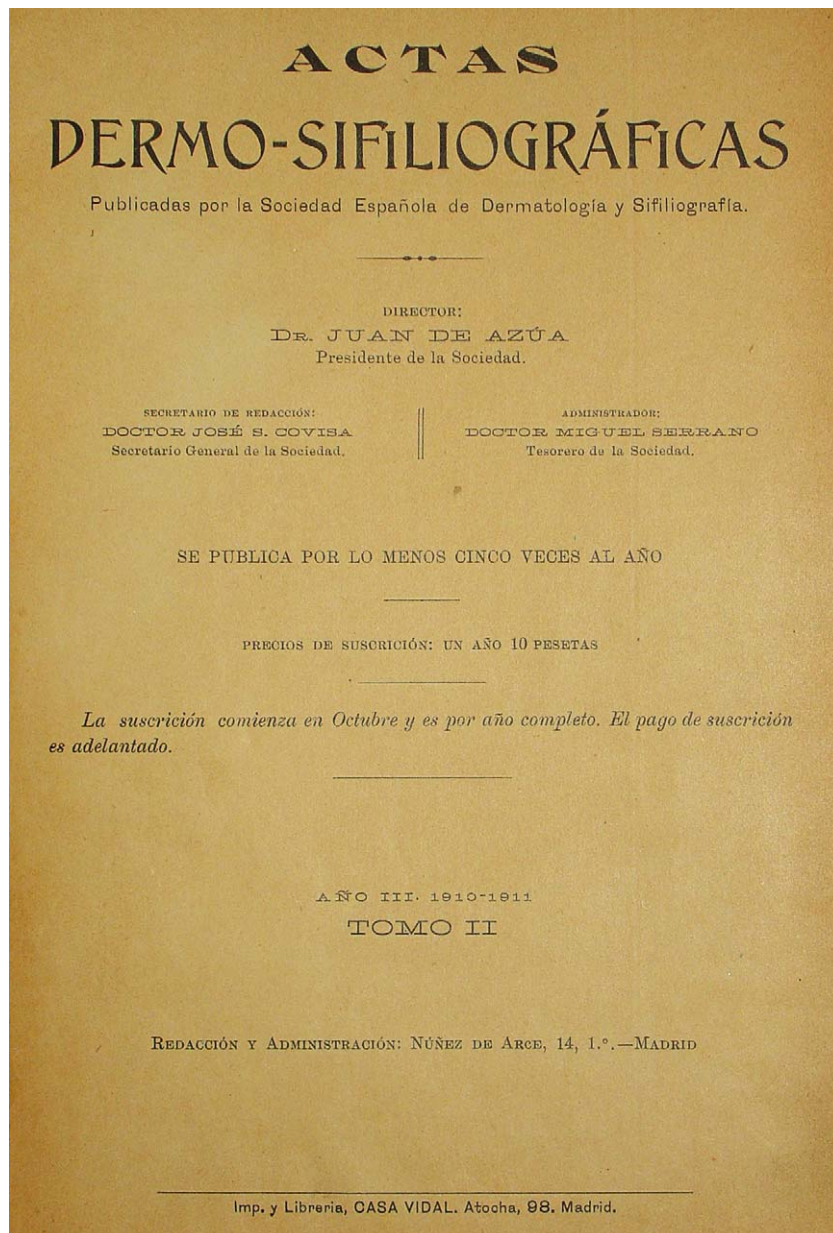 ACTAS
DERMO-SIFILIOGRÁFICAS
Publicadas por la Sociedad Española de Dermatología y Sifiliografía.
DIRECTOR:
DR. JUAN DE AZÚA
Presidente de la Sociedad.
SECRETARIO DE REDACCIÓN:
DOCTOR JOSÉ S. COVISA
Secretario General de la Sociedad.
ADMINISTRADOR:
DOCTOR MIGUEL SERRANO
Tesorero de la Sociedad.
SE PUBLICA POR LO MENOS CINCO VECES AL AÑO
PRECIOS DE SUSCRICIÓN: UN AÑO 10 PESETAS
La suscrición comienza en Octubre y es por año completo. El pago de suscrición
es adelantado.
AÑO III. 1910-1911
TOMO II
REDACCIÓN Y ADMINISTRACIÓN: NÚÑEZ DE ARCE, 14, 1.º.—MADRID
Imp. y Libreria, CASA VIDAL. Atocha, 98. Madrid.